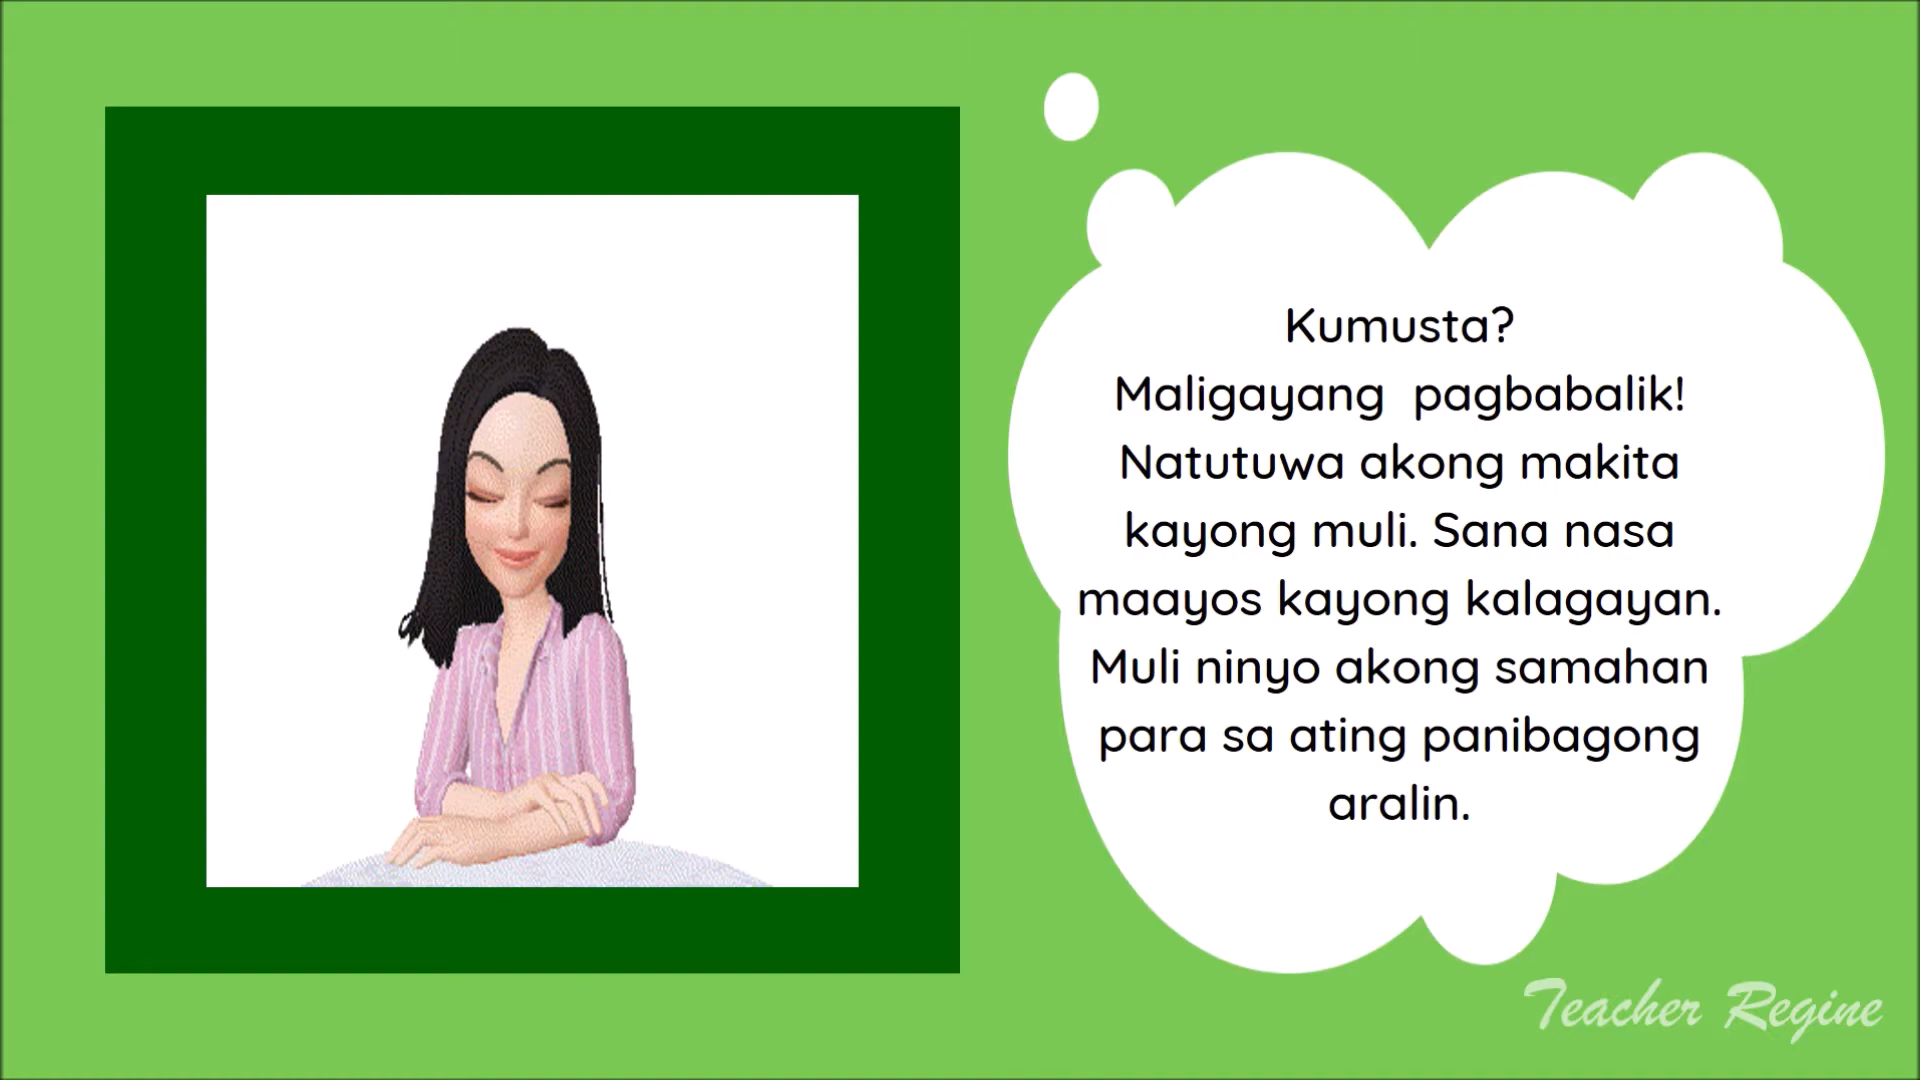 Kumusta?
Maligayang pagbabalik!
Natutuwa akong makita
kayong muli. Sana nasa
maayos kayong kalagayan.
Muli ninyo akong samahan
para sa ating panibagong
aralin.
Teacher Regine